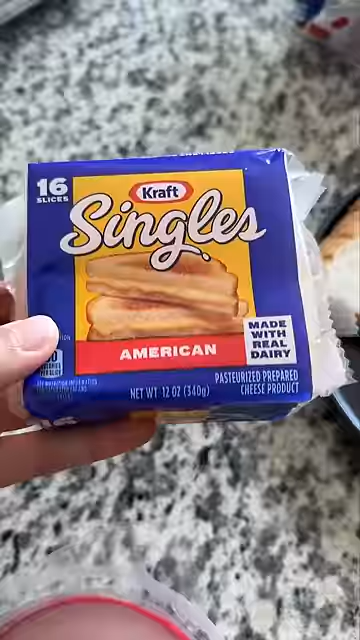 16
SLICES
Kraft
Singles
AMERICAN
MADE
WITH
REAL
DAIRY
NET WT 12 OZ (340g)
PASTEURIZED PREPARED
CHEESE PRODUCT